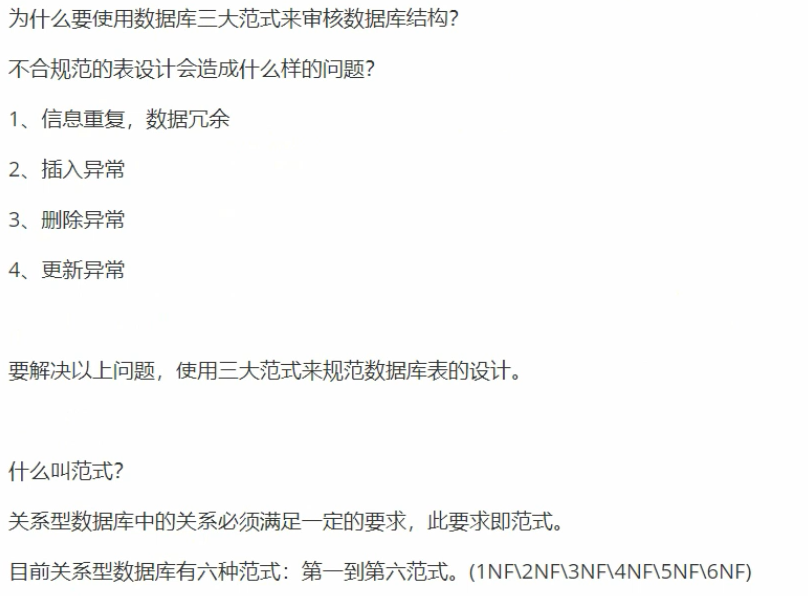 为什么要使用数据库三大范式来审核数据库结构？
不合规范的表设计会造成什么样的问题？
1、信息重复，数据冗余
2、插入异常
3、删除异常
4、更新异常
要解决以上问题，使用三大范式来规范数据库表的设计。
什么叫范式？
关系型数据库中的关系必须满足一定的要求，此要求即范式。
目前关系型数据库有六种范式：第一到第六范式。(1NF\2NF\3NF\4NF\5NF\6NF)